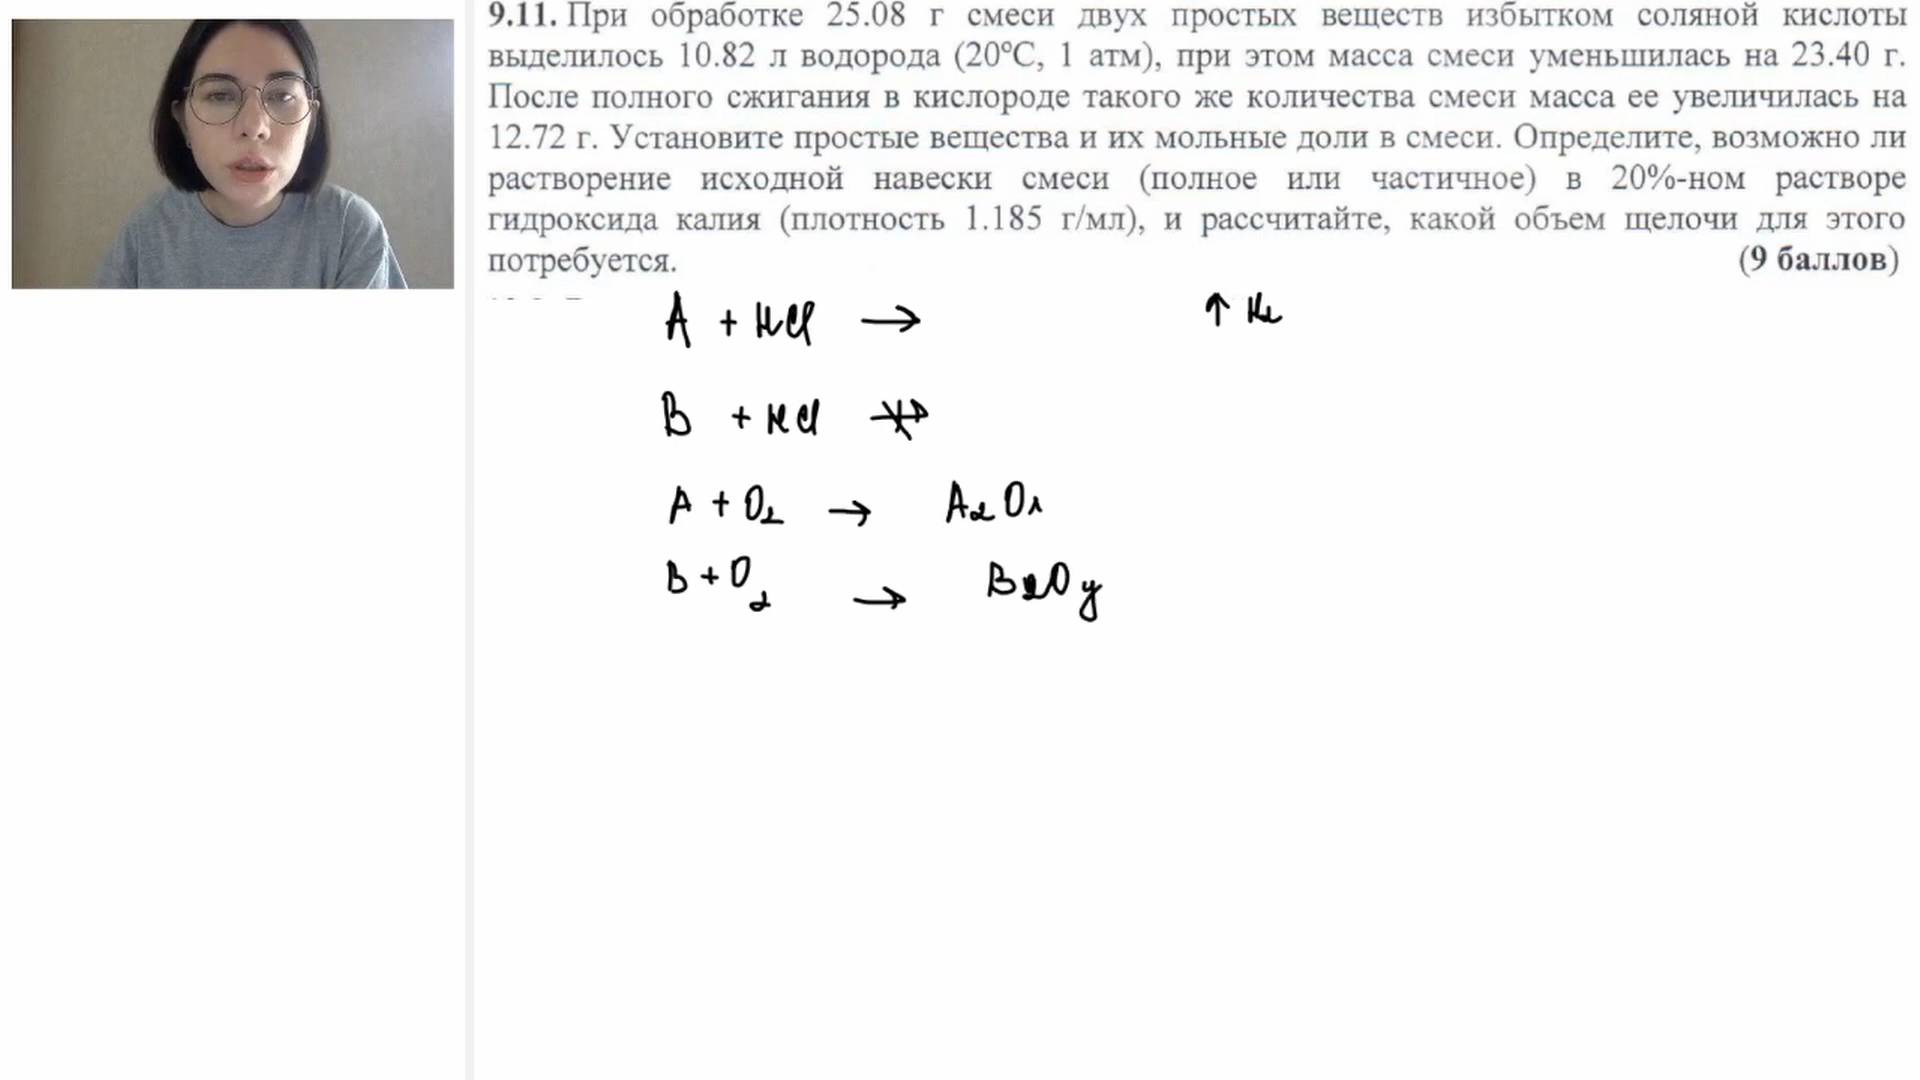 9.11. При обработке 25.08 г смеси двух простых веществ избытком соляной кислоты
выделилось 10.82 л водорода (20ºС, 1 атм), при этом масса смеси уменьшилась на 23.40 г.
После полного сжигания в кислороде такого же количества смеси масса ее увеличилась на
12.72 г. Установите простые вещества и их мольные доли в смеси. Определите, возможно ли
растворение исходной навески смеси (полное или частичное) в 20%-ном растворе
гидроксида калия (плотность 1.185 г/мл), и рассчитайте, какой объем щелочи для этого
потребуется. (9 баллов)
A + HCl → ↑ H₂
B + HCl ↛
A + O₂ → A₂Oₓ
B + O₂ → B₂Oy